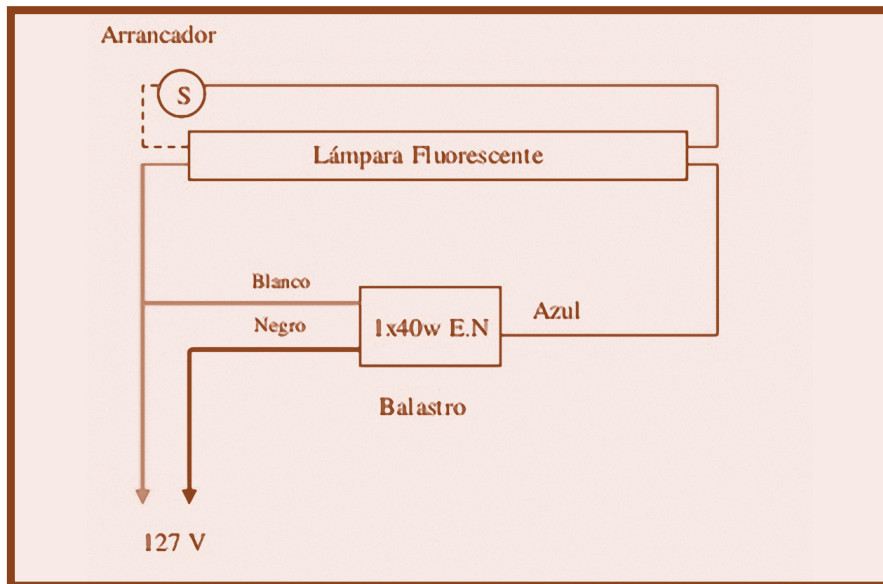 Arrancador
S
Lámpara Fluorescente
Blanco
Negro
1x40w E.N
Azul
Balastro
127 V